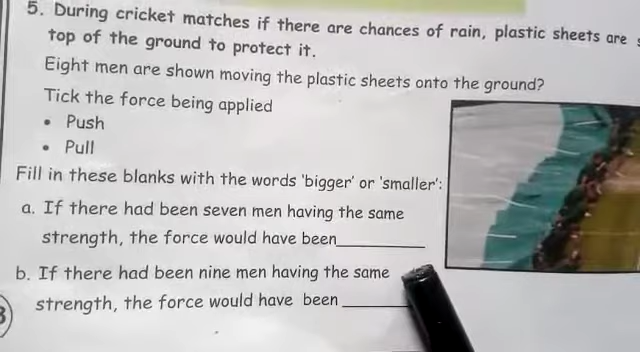 5. During cricket matches if there are chances of rain, plastic sheets are
top of the ground to protect it.
Eight men are shown moving the plastic sheets onto the ground?
Tick the force being applied
• Push
• Pull
Fill in these blanks with the words 'bigger' or 'smaller':
a. If there had been seven men having the same
strength, the force would have been________
b. If there had been nine men having the same
strength, the force would have been ________